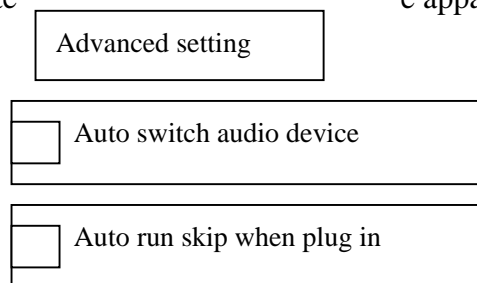 Advanced setting
Auto switch audio device
Auto run skip when plug in